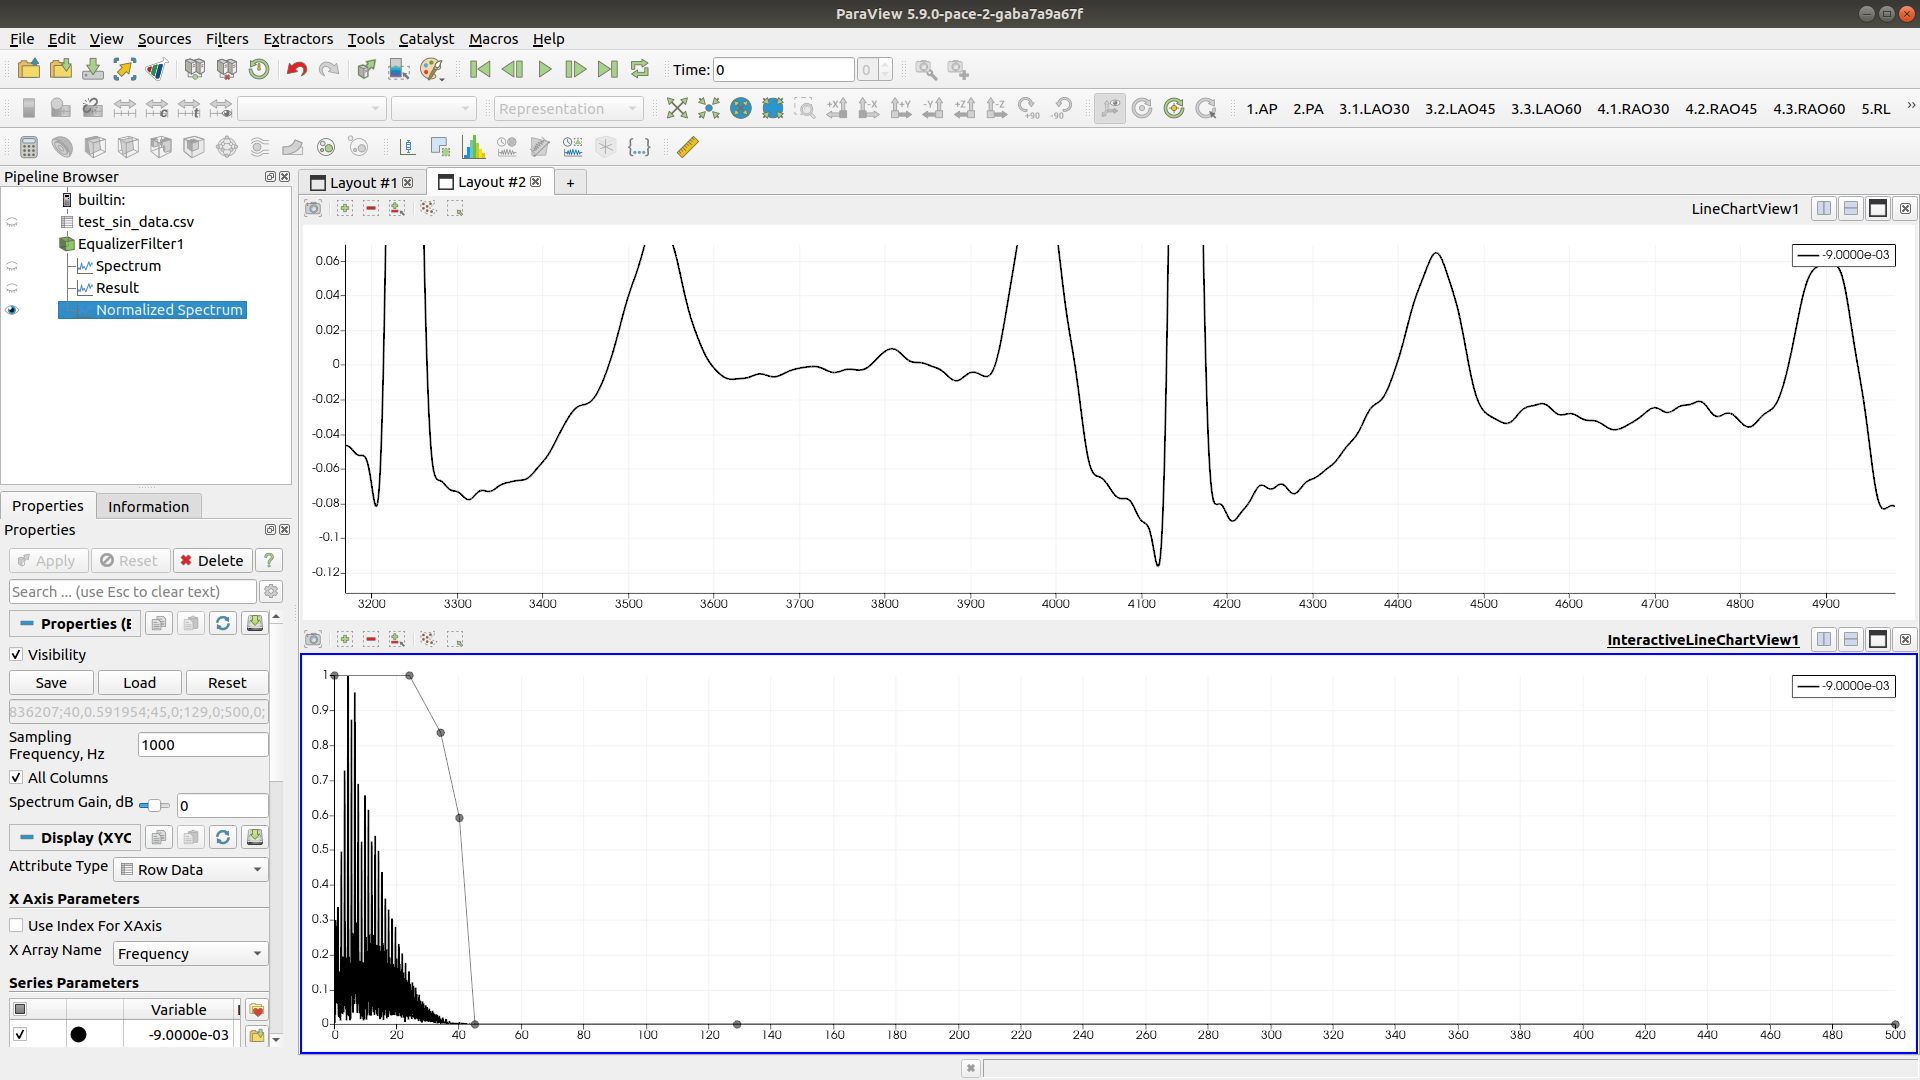 ParaView 5.9.0-pace-2-gaba7a9a67f
File Edit View Sources Filters Extractors Tools Catalyst Macros Help
Time: 0 0
Representation +X -X +Y -Y +Z -Z +90 -90 1.AP 2.PA 3.1.LAO30 3.2.LAO45 3.3.LAO60 4.1.RAO30 4.2.RAO45 4.3.RAO60 5.RL »
Pipeline Browser
builtin:
test_sin_data.csv
EqualizerFilter1
Spectrum
Result
Normalized Spectrum
Properties Information
Properties
Apply Reset Delete ?
Search ... (use Esc to clear text)
Properties (E
Visibility
Save Load Reset
836207;40,0.591954;45,0;129,0;500,0;
Sampling
Frequency, Hz 1000
All Columns
Spectrum Gain, dB 0
Display (XYC
Attribute Type Row Data
X Axis Parameters
Use Index For XAxis
X Array Name Frequency
Series Parameters
Variable
-9.0000e-03
Layout #1 Layout #2 +
LineChartView1
-9.0000e-03
0.06
0.04
0.02
0
-0.02
-0.04
-0.06
-0.08
-0.1
-0.12
3200 3300 3400 3500 3600 3700 3800 3900 4000 4100 4200 4300 4400 4500 4600 4700 4800 4900
InteractiveLineChartView1
-9.0000e-03
1
0.9
0.8
0.7
0.6
0.5
0.4
0.3
0.2
0.1
0
0 20 40 60 80 100 120 140 160 180 200 220 240 260 280 300 320 340 360 380 400 420 440 460 480 500